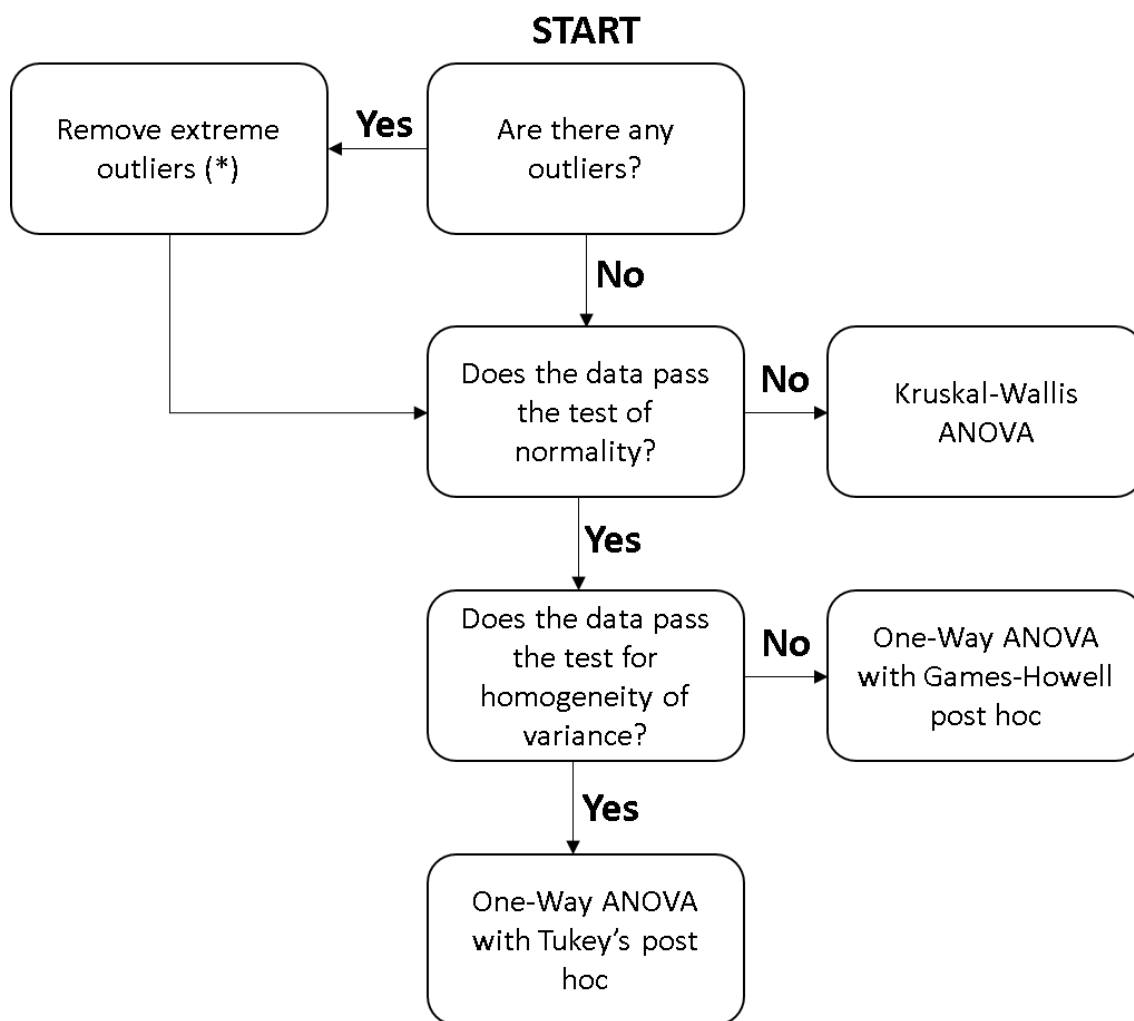 START
Remove extreme
outliers (*)
Yes
Are there any
outliers?
No
Does the data pass
the test of
normality?
No
Kruskal-Wallis
ANOVA
Yes
Does the data pass
the test for
homogeneity of
variance?
No
One-Way ANOVA
with Games-Howell
post hoc
Yes
One-Way ANOVA
with Tukey’s post
hoc